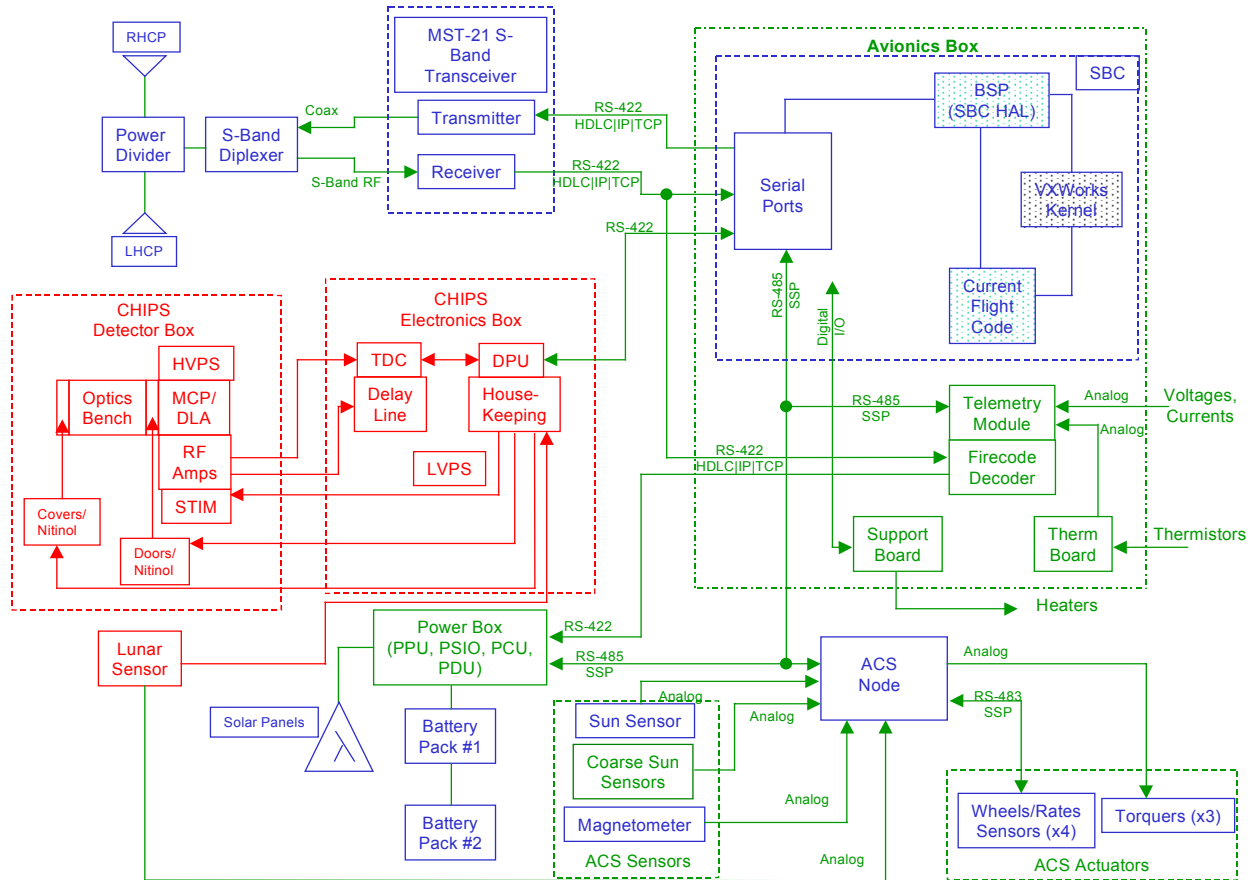 RHCP
Power
Divider
LHCP
S-Band
Diplexer
Coax
S-Band RF
MST-21 S-
Band
Transceiver
Transmitter
Receiver
RS-422
HDLC|IP|TCP
RS-422
HDLC|IP|TCP
RS-422
Avionics Box
SBC
BSP
(SBC HAL)
Serial
Ports
VXWorks
Kernel
Current
Flight
Code
RS-485
SSP
Digital
I/O
CHIPS
Detector Box
HVPS
Optics
Bench
MCP/
DLA
RF
Amps
STIM
Covers/
Nitinol
Doors/
Nitinol
CHIPS
Electronics Box
TDC
Delay
Line
DPU
House-
Keeping
LVPS
RS-485
SSP
Telemetry
Module
Analog
Voltages,
Currents
Analog
RS-422
HDLC|IP|TCP
Firecode
Decoder
Support
Board
Therm
Board
Thermistors
Heaters
Lunar
Sensor
Power Box
(PPU, PSIO, PCU,
PDU)
RS-422
RS-485
SSP
Solar Panels
Battery
Pack #1
Battery
Pack #2
ACS
Node
Analog
RS-483
SSP
Analog
Sun Sensor
Analog
Coarse Sun
Sensors
Analog
Magnetometer
ACS Sensors
Analog
Wheels/Rates
Sensors (x4)
Torquers (x3)
ACS Actuators